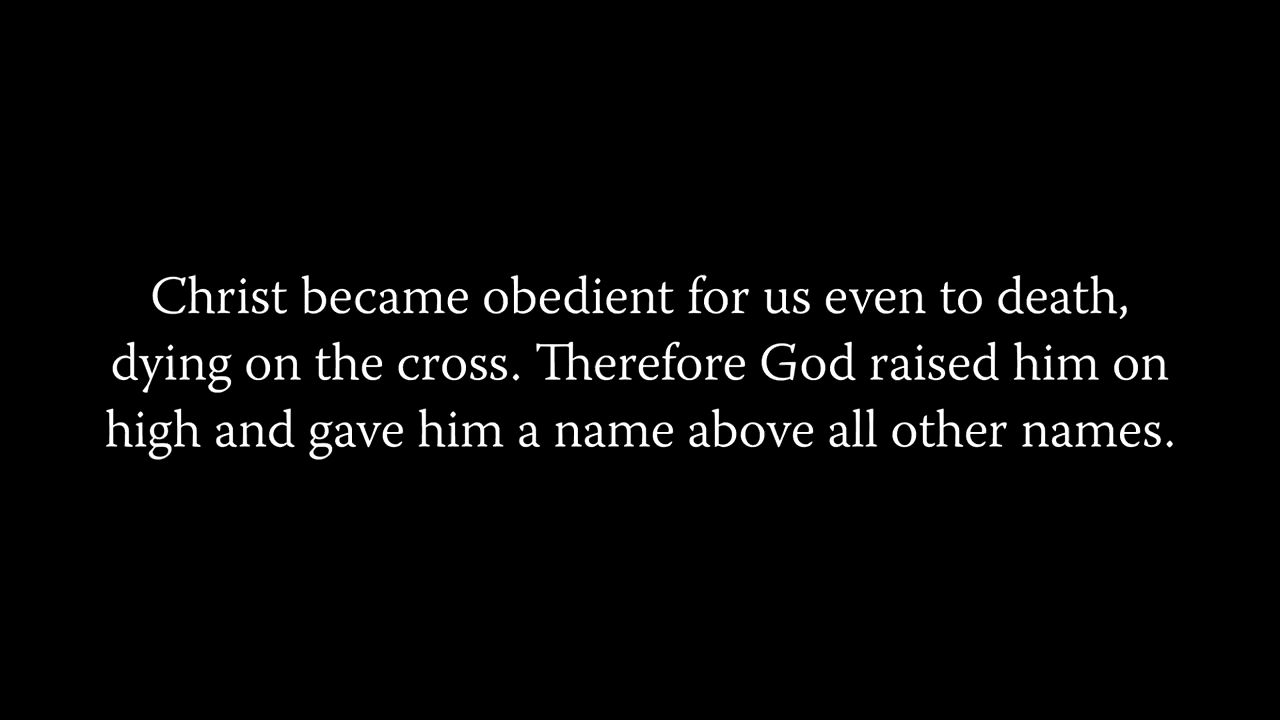 Christ became obedient for us even to death,
dying on the cross. Therefore God raised him on
high and gave him a name above all other names.